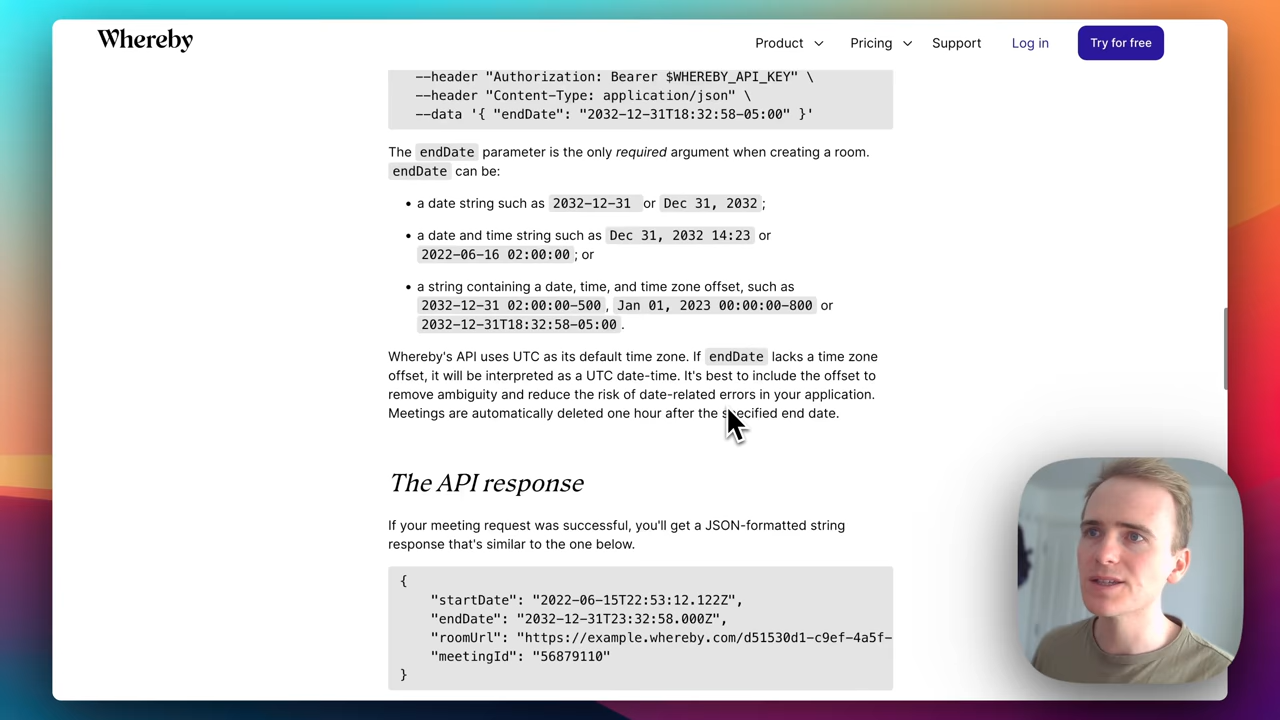 Whereby
Product
Pricing
Support
Log in
Try for free
--header "Authorization: Bearer $WHEREBY_API_KEY" \
--header "Content-Type: application/json" \
--data '{ "endDate": "2032-12-31T18:32:58-05:00" }'
The endDate parameter is the only required argument when creating a room.
endDate can be:
• a date string such as 2032-12-31 or Dec 31, 2032;
• a date and time string such as Dec 31, 2032 14:23 or
2022-06-16 02:00:00; or
• a string containing a date, time, and time zone offset, such as
2032-12-31 02:00:00-500, Jan 01, 2023 00:00:00-800 or
2032-12-31T18:32:58-05:00.
Whereby's API uses UTC as its default time zone. If endDate lacks a time zone
offset, it will be interpreted as a UTC date-time. It's best to include the offset to
remove ambiguity and reduce the risk of date-related errors in your application.
Meetings are automatically deleted one hour after the specified end date.
The API response
If your meeting request was successful, you'll get a JSON-formatted string
response that's similar to the one below.
{
"startDate": "2022-06-15T22:53:12.122Z",
"endDate": "2032-12-31T23:32:58.000Z",
"roomUrl": "https://example.whereby.com/d51530d1-c9ef-4a5f-
"meetingId": "56879110"
}